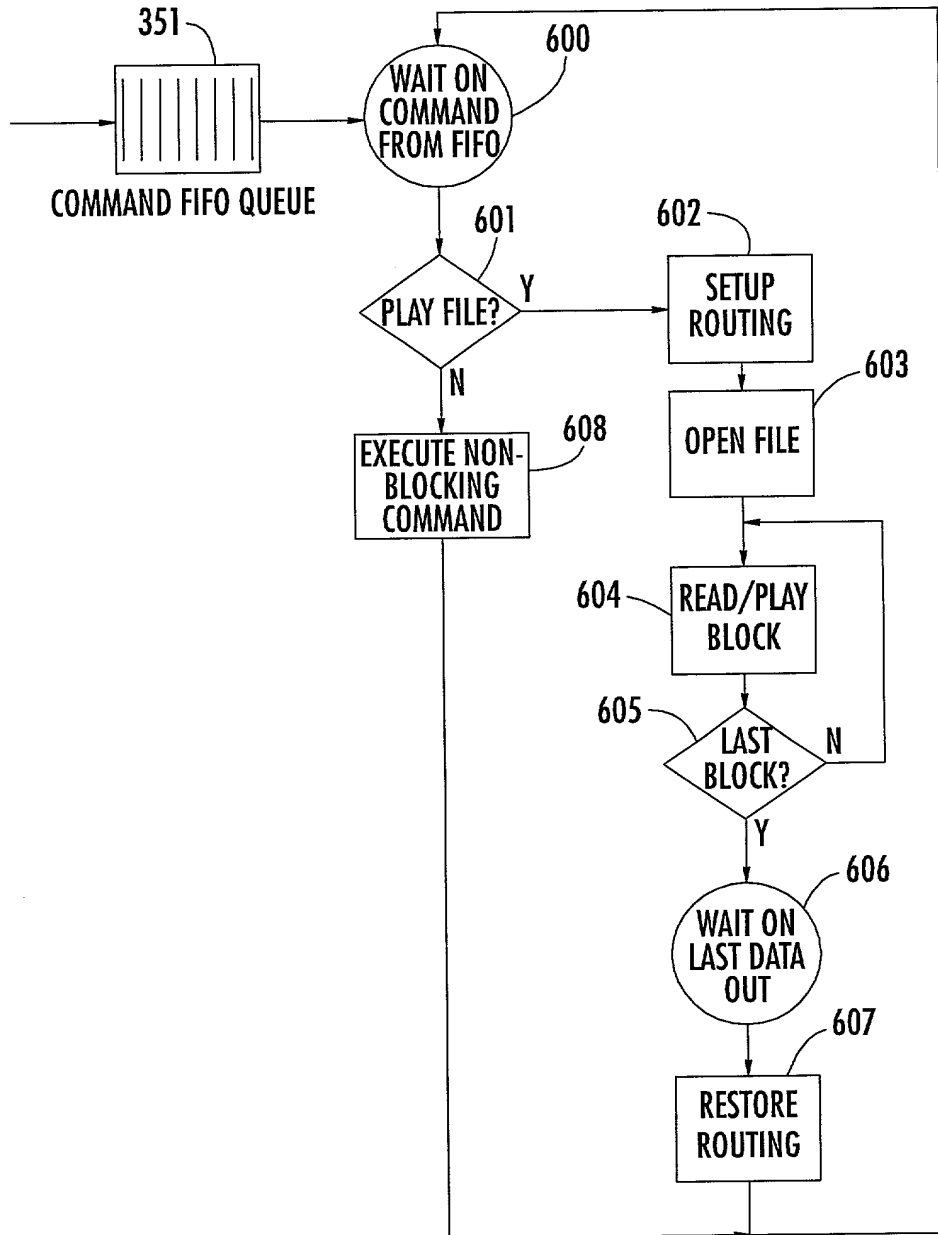 351
600
WAIT ON
COMMAND
FROM FIFO
COMMAND FIFO QUEUE
601
PLAY FILE?
Y
N
602
SETUP
ROUTING
603
OPEN FILE
608
EXECUTE NON-
BLOCKING
COMMAND
604
READ/PLAY
BLOCK
605
LAST
BLOCK?
N
Y
606
WAIT ON
LAST DATA
OUT
607
RESTORE
ROUTING